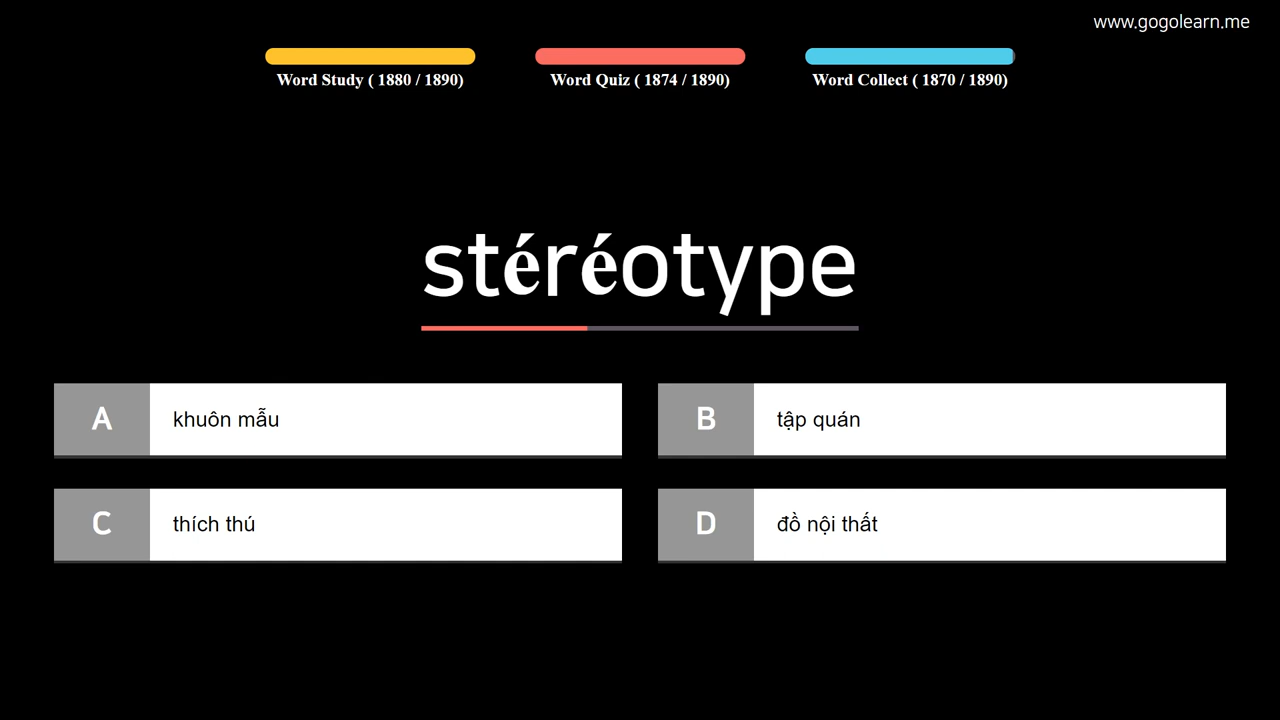 www.gogolearn.me
Word Study ( 1880 / 1890)
Word Quiz ( 1874 / 1890)
Word Collect ( 1870 / 1890)
stéréotype
A khuôn mẫu
B tập quán
C thích thú
D đồ nội thất